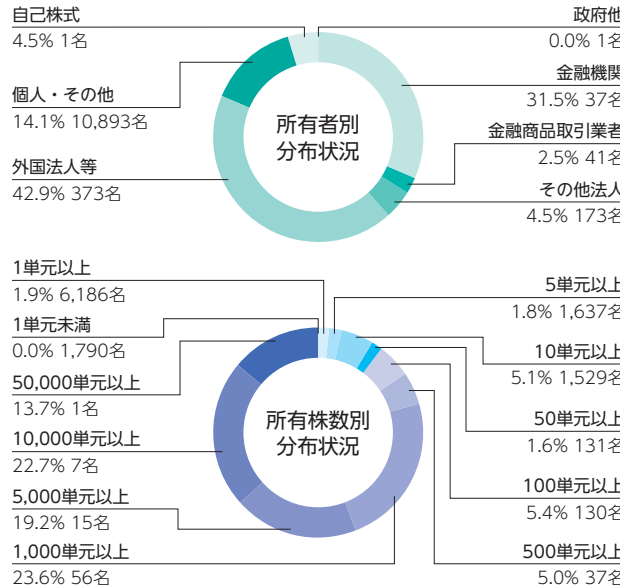 自己株式
4.5% 1名
個人・その他
14.1% 10,893名
外国法人等
42.9% 373名
所有者別
分布状況
政府他
0.0% 1名
金融機関
31.5% 37名
金融商品取引業者
2.5% 41名
その他法人
4.5% 173名
1単元以上
1.9% 6,186名
1単元未満
0.0% 1,790名
50,000単元以上
13.7% 1名
10,000単元以上
22.7% 7名
5,000単元以上
19.2% 15名
1,000単元以上
23.6% 56名
所有株数別
分布状況
5単元以上
1.8% 1,637名
10単元以上
5.1% 1,529名
50単元以上
1.6% 131名
100単元以上
5.4% 130名
500単元以上
5.0% 37名